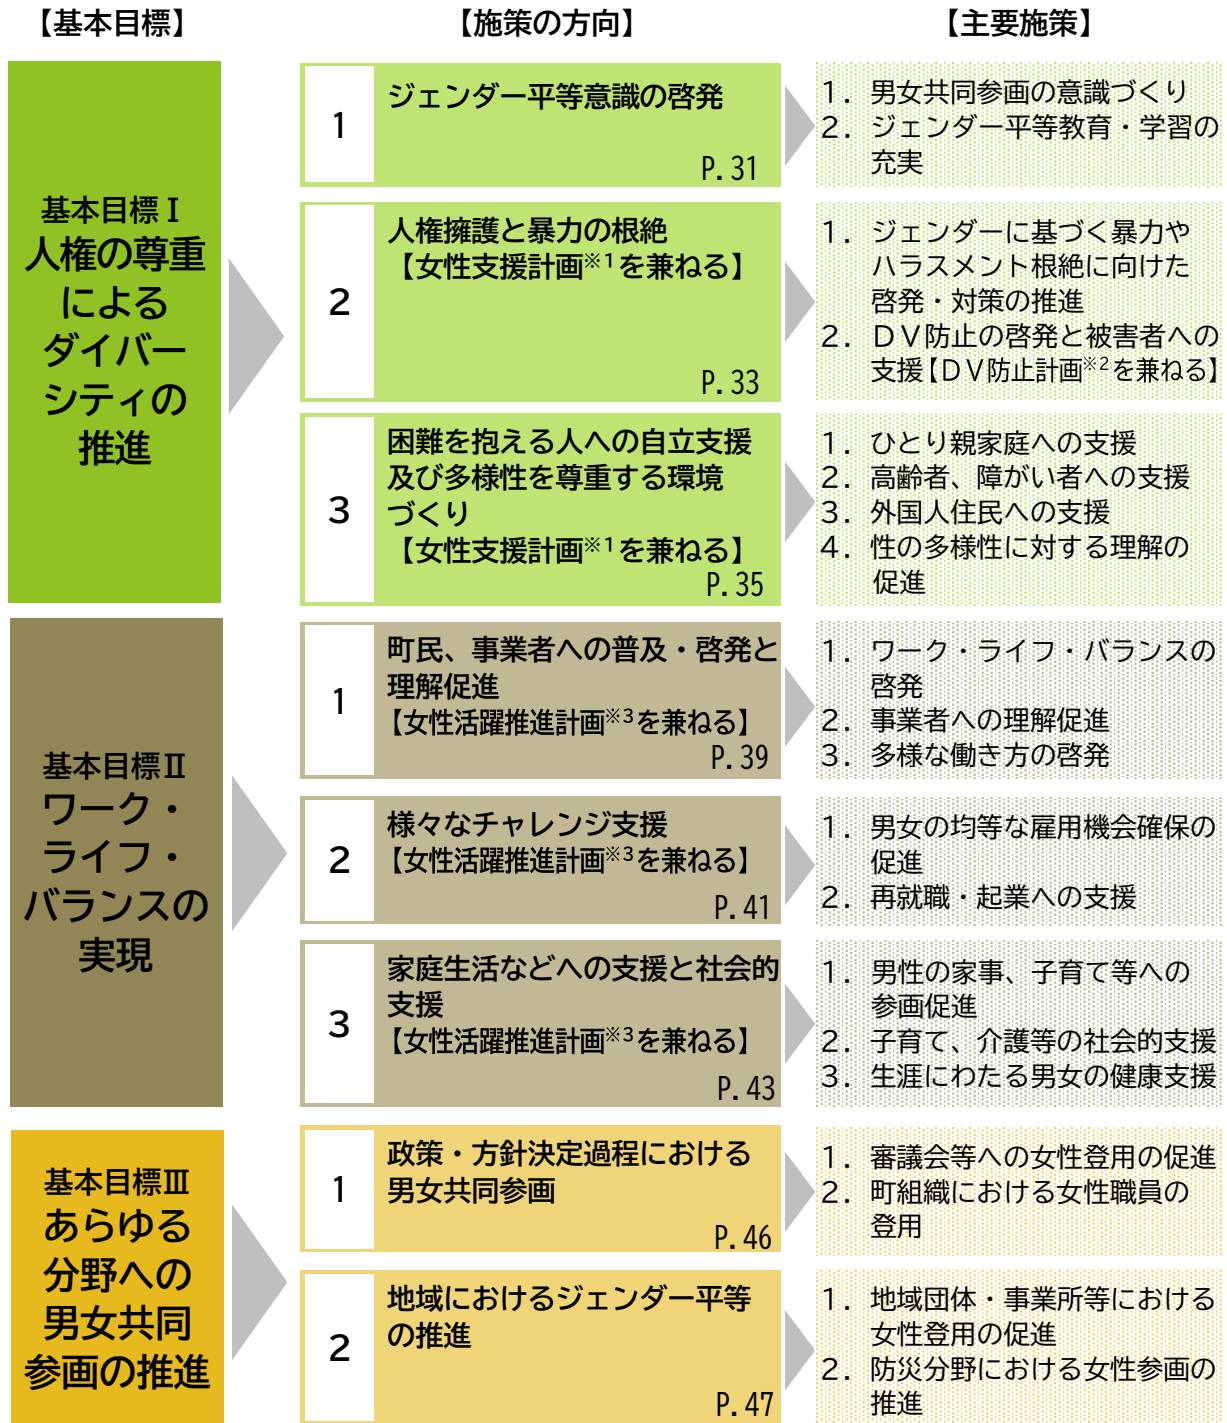 【基本目標】
【施策の方向】
【主要施策】
基本目標Ⅰ
人権の尊重
による
ダイバー
シティの
推進
1
ジェンダー平等意識の啓発
P.31
1．男女共同参画の意識づくり
2．ジェンダー平等教育・学習の
充実
2
人権擁護と暴力の根絶
【女性支援計画※1を兼ねる】
P.33
1．ジェンダーに基づく暴力や
ハラスメント根絶に向けた
啓発・対策の推進
2．ＤＶ防止の啓発と被害者への
支援【ＤＶ防止計画※2を兼ねる】
3
困難を抱える人への自立支援
及び多様性を尊重する環境
づくり
【女性支援計画※1を兼ねる】
P.35
1．ひとり親家庭への支援
2．高齢者、障がい者への支援
3．外国人住民への支援
4．性の多様性に対する理解の
促進
基本目標Ⅱ
ワーク・
ライフ・
バランスの
実現
1
町民、事業者への普及・啓発と
理解促進
【女性活躍推進計画※3を兼ねる】
P.39
1．ワーク・ライフ・バランスの
啓発
2．事業者への理解促進
3．多様な働き方の啓発
2
様々なチャレンジ支援
【女性活躍推進計画※3を兼ねる】
P.41
1．男女の均等な雇用機会確保の
促進
2．再就職・起業への支援
3
家庭生活などへの支援と社会的
支援
【女性活躍推進計画※3を兼ねる】
P.43
1．男性の家事、子育て等への
参画促進
2．子育て、介護等の社会的支援
3．生涯にわたる男女の健康支援
基本目標Ⅲ
あらゆる
分野への
男女共同
参画の推進
1
政策・方針決定過程における
男女共同参画
P.46
1．審議会等への女性登用の促進
2．町組織における女性職員の
登用
2
地域におけるジェンダー平等
の推進
P.47
1．地域団体・事業所等における
女性登用の促進
2．防災分野における女性参画の
推進